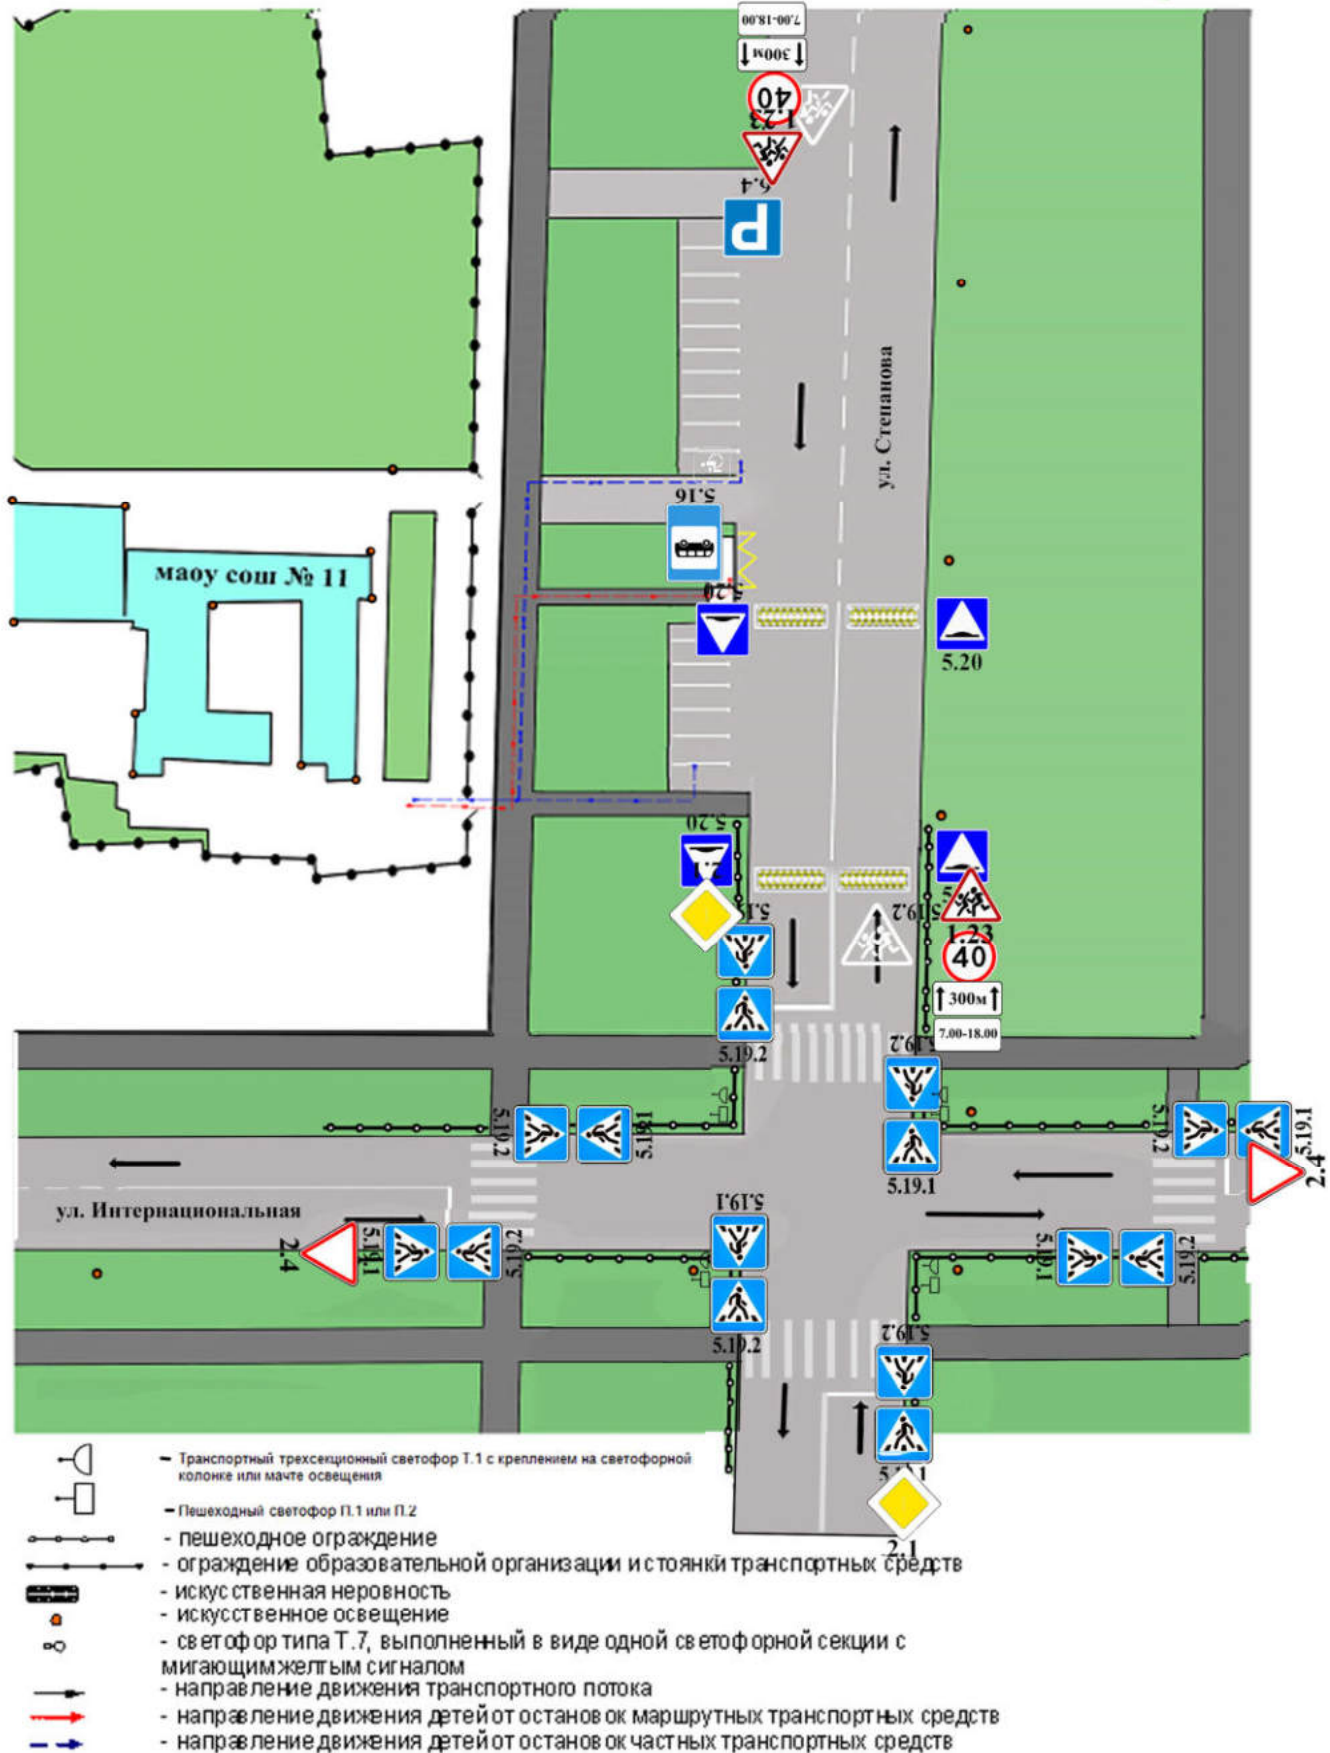 7.00-18.00
300м
40
1.23
6.4
P
ул. Степанова
5.16
маоу сош № 11
5.20
5.20
5.20
5.19.2
1.23
40
300м
7.00-18.00
5.19.2
5.19.2
5.19.2
5.19.1
5.19.2
5.19.1
2.4
5.19.1
5.19.1
ул. Интернациональная
2.4
5.19.1
5.19.2
5.19.1
5.19.2
5.19.2
5.19.2
5.19.1
2.1
- Транспортный трехсекционный светофор Т.1 с креплением на светофорной
колонке или мачте освещения
- Пешеходный светофор П.1 или П.2
- пешеходное ограждение
- ограждение образовательной организации и стоянки транспортных средств
- искусственная неровность
- искусственное освещение
- светофор типа Т.7, выполненный в виде одной светофорной секции с
мигающим желтым сигналом
- направление движения транспортного потока
- направление движения детей от остановок маршрутных транспортных средств
- направление движения детей от остановок частных транспортных средств